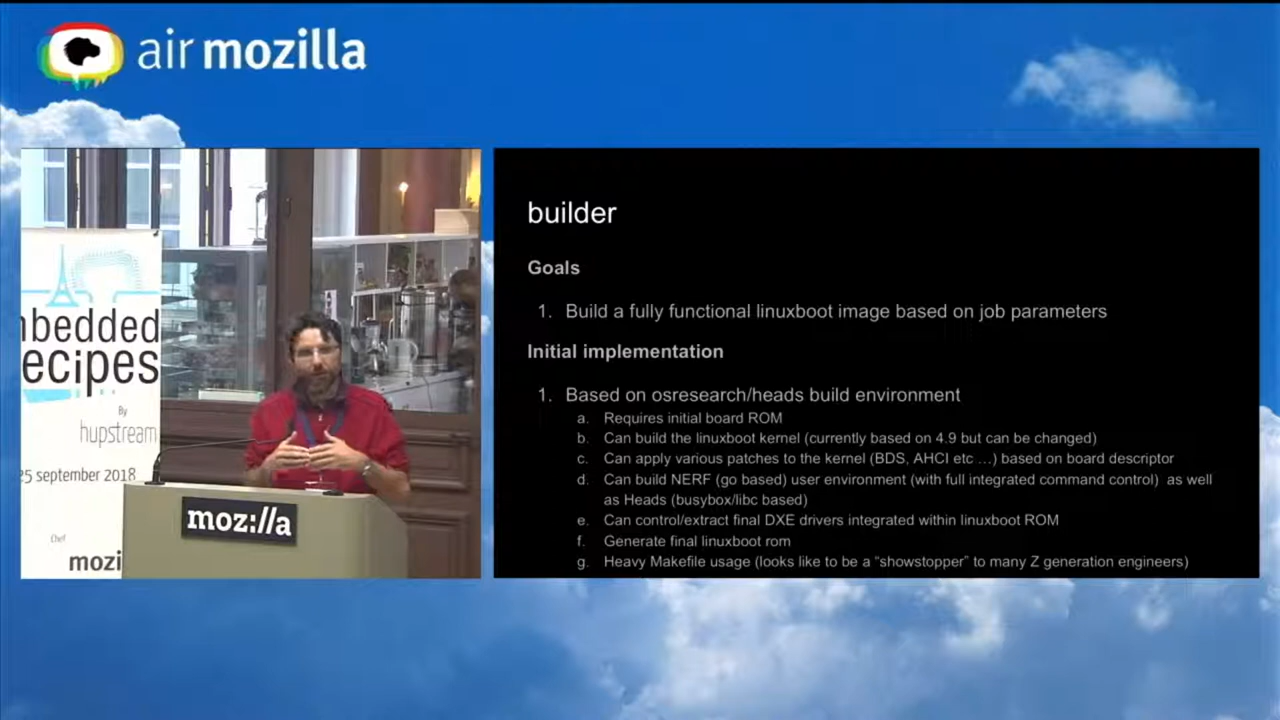 air mozilla
mbedded
ecipes
By
hupstream
25 september 2018
Chef
mozi
moz://a
builder
Goals
1. Build a fully functional linuxboot image based on job parameters
Initial implementation
1. Based on osresearch/heads build environment
a. Requires initial board ROM
b. Can build the linuxboot kernel (currently based on 4.9 but can be changed)
c. Can apply various patches to the kernel (BDS, AHCI etc …) based on board descriptor
d. Can build NERF (go based) user environment (with full integrated command control) as well
as Heads (busybox/libc based)
e. Can control/extract final DXE drivers integrated within linuxboot ROM
f. Generate final linuxboot rom
g. Heavy Makefile usage (looks like to be a “showstopper” to many Z generation engineers)